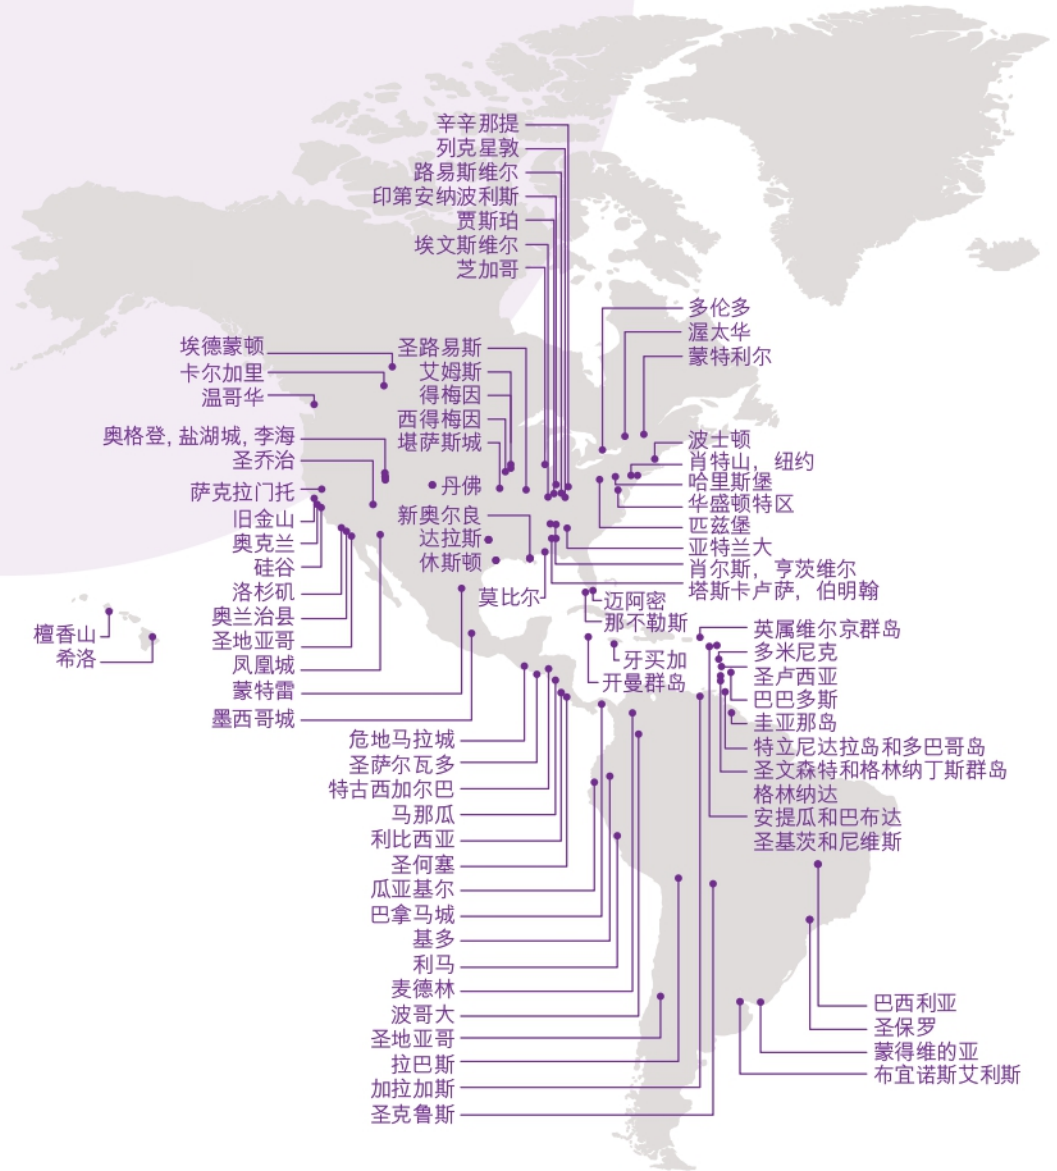 辛辛那提
列克星敦
路易斯维尔
印第安纳波利斯
贾斯珀
埃文斯维尔
芝加哥
多伦多
渥太华
蒙特利尔
埃德蒙顿
卡尔加里
温哥华
奥格登, 盐湖城, 李海
圣乔治
萨克拉门托
旧金山
奥克兰
硅谷
洛杉矶
奥兰治县
圣地亚哥
凤凰城
蒙特雷
墨西哥城
圣路易斯
艾姆斯
得梅因
西得梅因
堪萨斯城
丹佛
新奥尔良
达拉斯
休斯顿
莫比尔
波士顿
肖特山, 纽约
哈里斯堡
华盛顿特区
匹兹堡
亚特兰大
肖尔斯, 亨茨维尔
塔斯卡卢萨, 伯明翰
迈阿密
那不勒斯
牙买加
开曼群岛
檀香山
希洛
英属维尔京群岛
多米尼克
圣卢西亚
巴巴多斯
圭亚那岛
特立尼达拉岛和多巴哥岛
圣文森特和格林纳丁斯群岛
格林纳达
安提瓜和巴布达
圣基茨和尼维斯
危地马拉城
圣萨尔瓦多
特古西加尔巴
马那瓜
利比西亚
圣何塞
瓜亚基尔
巴拿马城
基多
利马
麦德林
波哥大
圣地亚哥
拉巴斯
加拉加斯
圣克鲁斯
巴西利亚
圣保罗
蒙得维的亚
布宜诺斯艾利斯